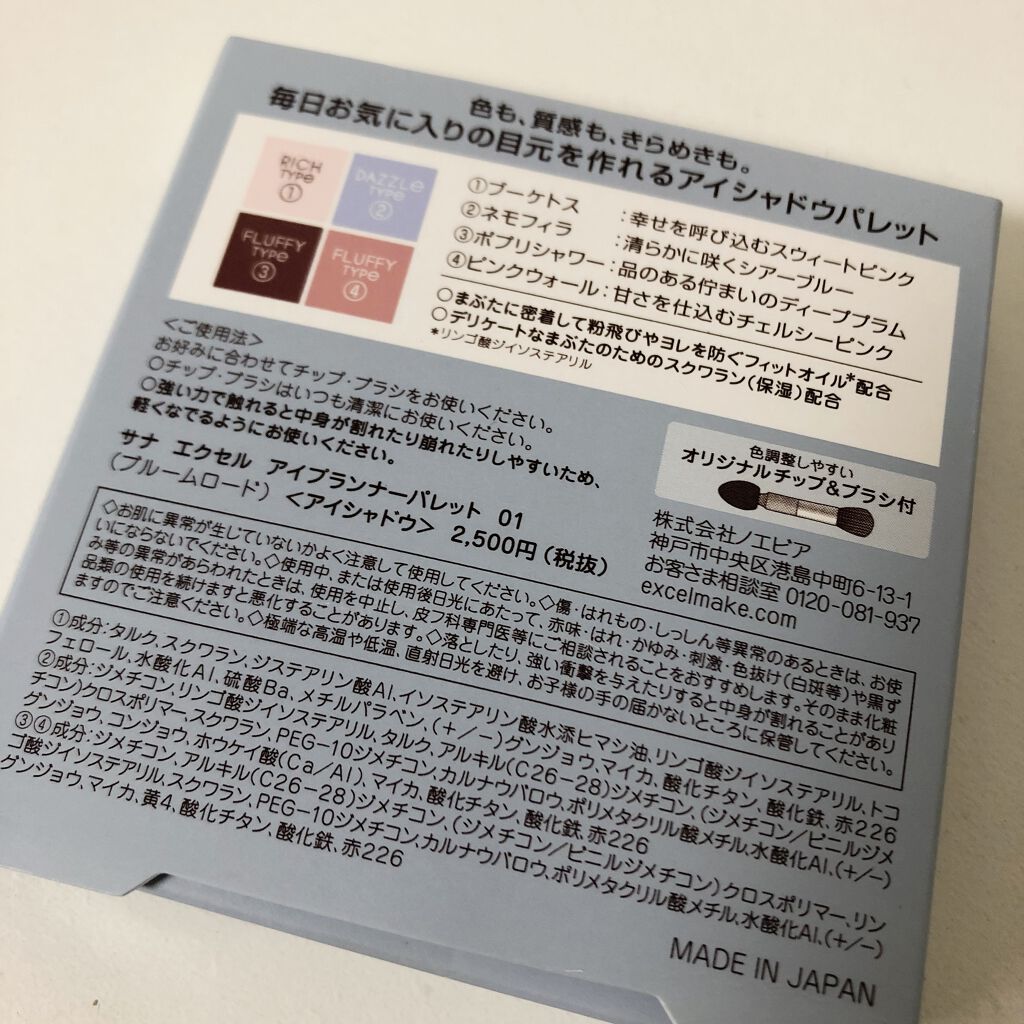 色も、質感も、きらめきも。
毎日お気に入りの目元を作れるアイシャドウパレット
RICH TYPe ①
DAZZLe TYPe ②
FLUFFY TYPe ③
FLUFFY TYPe ④
①ブーケトス :幸せを呼び込むスウィートピンク
②ネモフィラ :清らかに咲くシアーブルー
③ポプリシャワー:品のある佇まいのディーププラム
④ピンクウォール:甘さを仕込むチェルシーピンク
○まぶたに密着して粉飛びやヨレを防ぐフィットオイル*配合
○デリケートなまぶたのためのスクワラン(保湿)配合
*リンゴ酸ジイソステアリル
<ご使用法>
お好みに合わせてチップ・ブラシをお使いください。
○チップ・ブラシはいつも清潔にお使いください。
○強い力で触れると中身が割れたり崩れたりしやすいため、
軽くなでるようにお使いください。
サナ エクセル アイプランナーパレット 01
(ブルームロード) <アイシャドウ> 2,500円(税抜)
色調整しやすい
オリジナルチップ&ブラシ付
株式会社ノエビア
神戸市中央区港島中町6-13-1
お客さま相談室 0120-081-937
excelmake.com
◇お肌に異常が生じていないかよく注意して使用してください。◇傷・はれもの・しっしん等異常のあるときは、お使
いにならないでください。◇使用中、または使用後日光にあたって、赤味・はれ・かゆみ・刺激・色抜け(白斑等)や黒ず
み等の異常があらわれたときは、使用を中止し、皮フ科専門医等にご相談されることをおすすめします。そのまま化粧
品類の使用を続けますと悪化することがあります。◇落としたり、強い衝撃を与えたりすると中身が割れることがあり
ますのでご注意ください。◇極端な高温や低温、直射日光を避け、お子様の手の届かないところに保管してください。
①成分:タルク、スクワラン、ジステアリン酸Al、イソステアリン酸水添ヒマシ油、リンゴ酸ジイソステアリル、トコ
フェロール、水酸化Al、硫酸Ba、メチルパラベン、(+/−)グンジョウ、マイカ、酸化チタン、酸化鉄、赤226
②成分:ジメチコン、リンゴ酸ジイソステアリル、タルク、アルキル(C26-28)ジメチコン、(ジメチコン/ビニルジメ
チコン)クロスポリマー、スクワラン、PEG-10ジメチコン、カルナウバロウ、ポリメタクリル酸メチル、水酸化Al、(+/−)
グンジョウ、コンジョウ、ホウケイ酸(Ca/Al)、マイカ、酸化チタン、酸化鉄、赤226
③④成分:ジメチコン、アルキル(C26-28)ジメチコン、(ジメチコン/ビニルジメチコン)クロスポリマー、リン
ゴ酸ジイソステアリル、スクワラン、PEG-10ジメチコン、カルナウバロウ、ポリメタクリル酸メチル、水酸化Al、(+/−)
グンジョウ、マイカ、黄4、酸化チタン、酸化鉄、赤226
MADE IN JAPAN